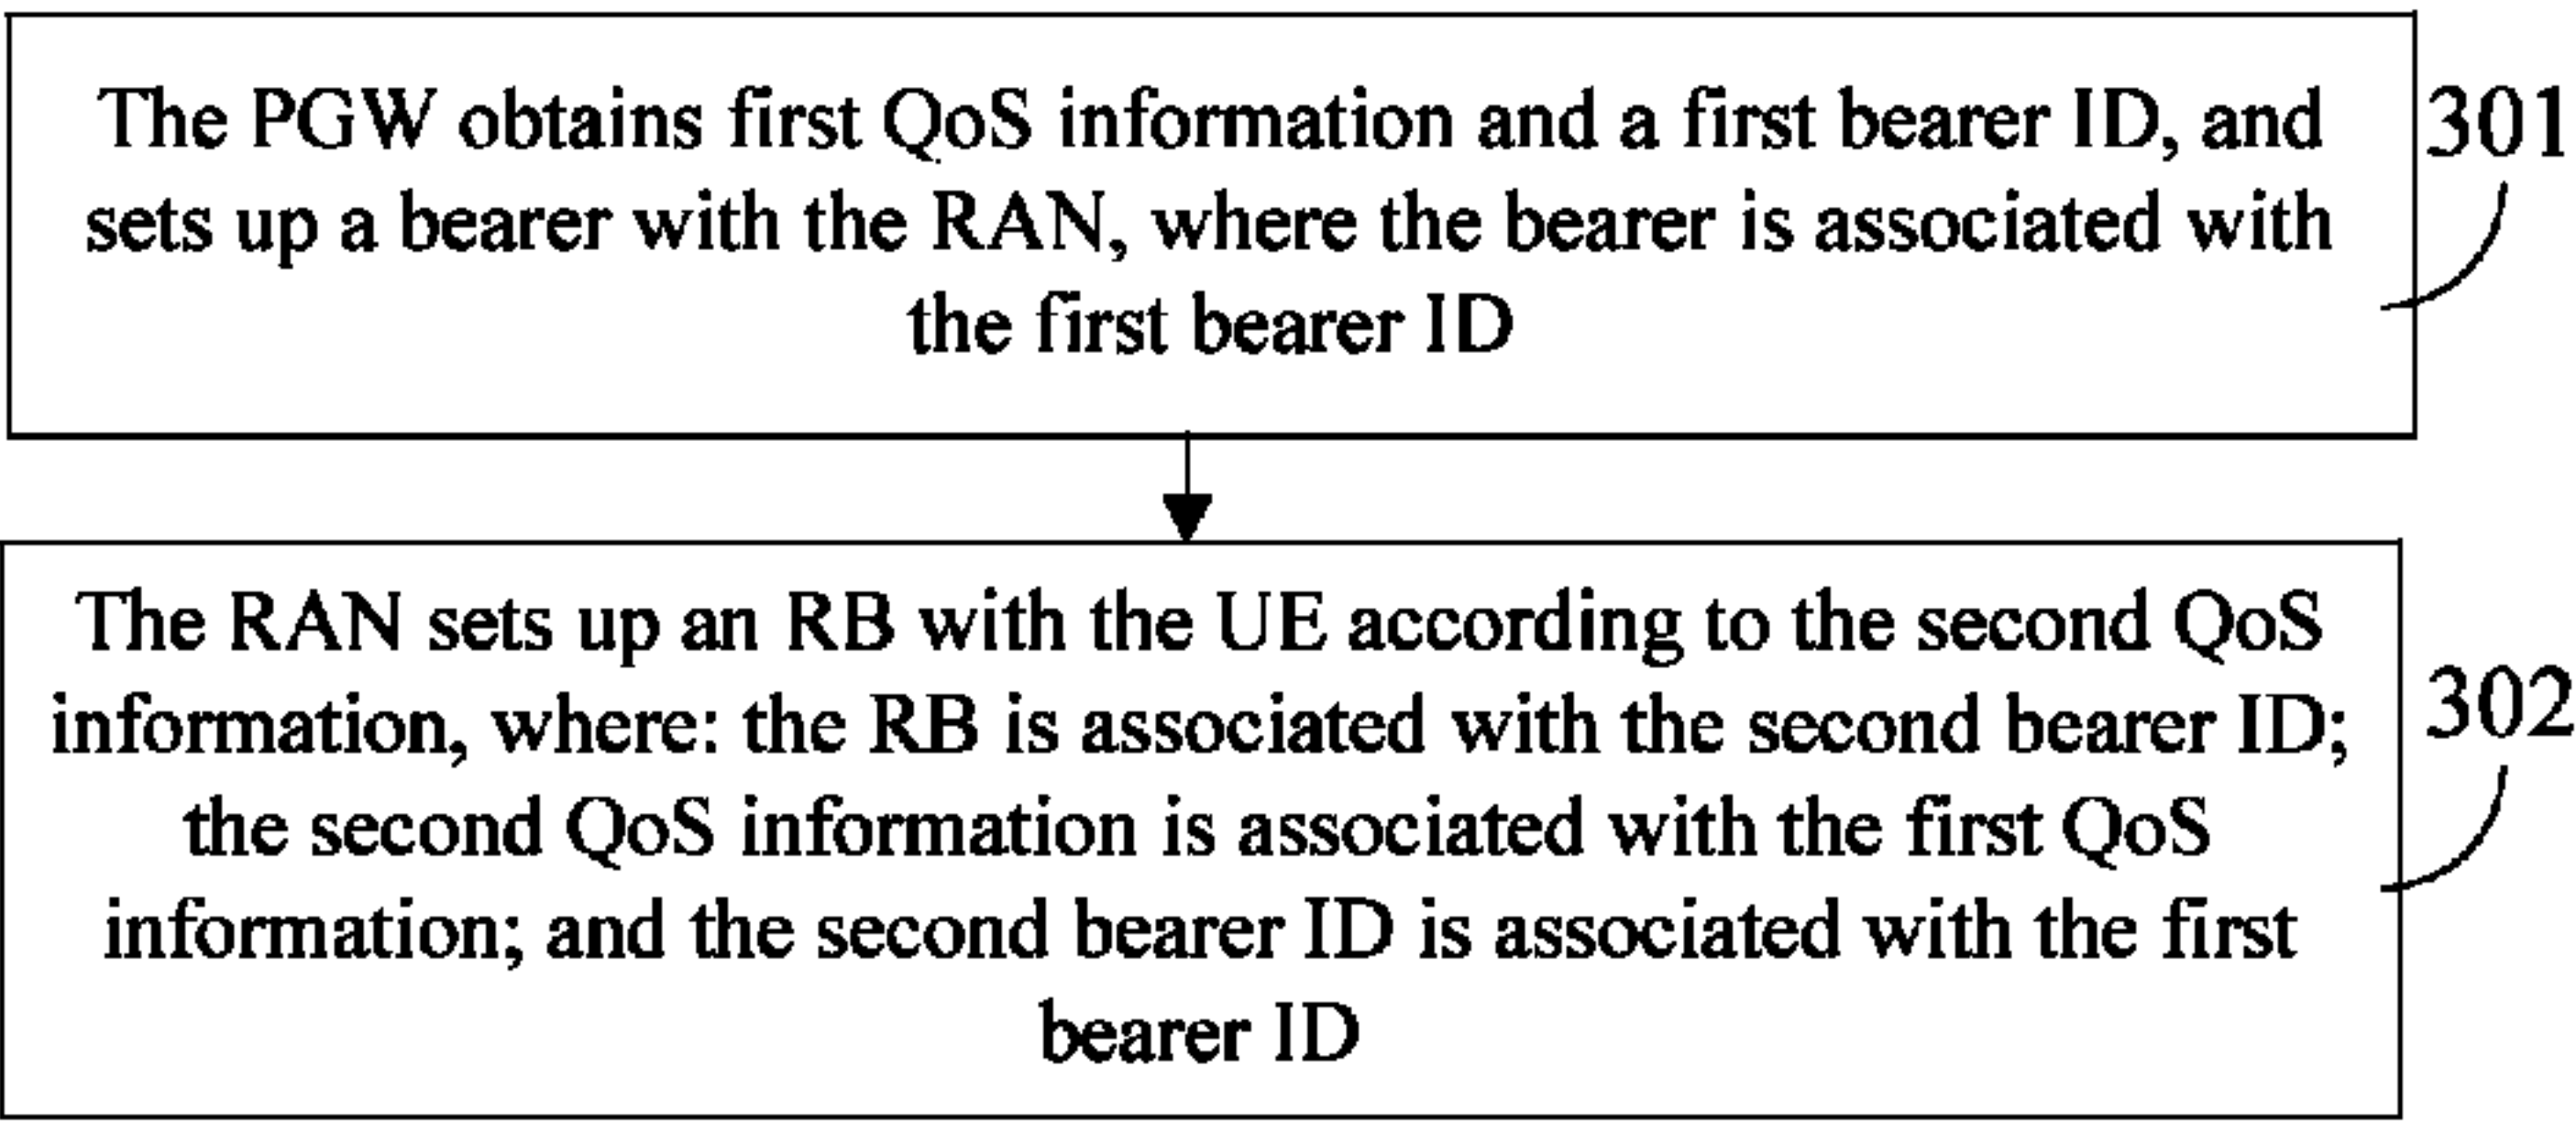 The PGW obtains first QoS information and a first bearer ID, and
sets up a bearer with the RAN, where the bearer is associated with
the first bearer ID
301
The RAN sets up an RB with the UE according to the second QoS
information, where: the RB is associated with the second bearer ID;
the second QoS information is associated with the first QoS
information; and the second bearer ID is associated with the first
bearer ID
302